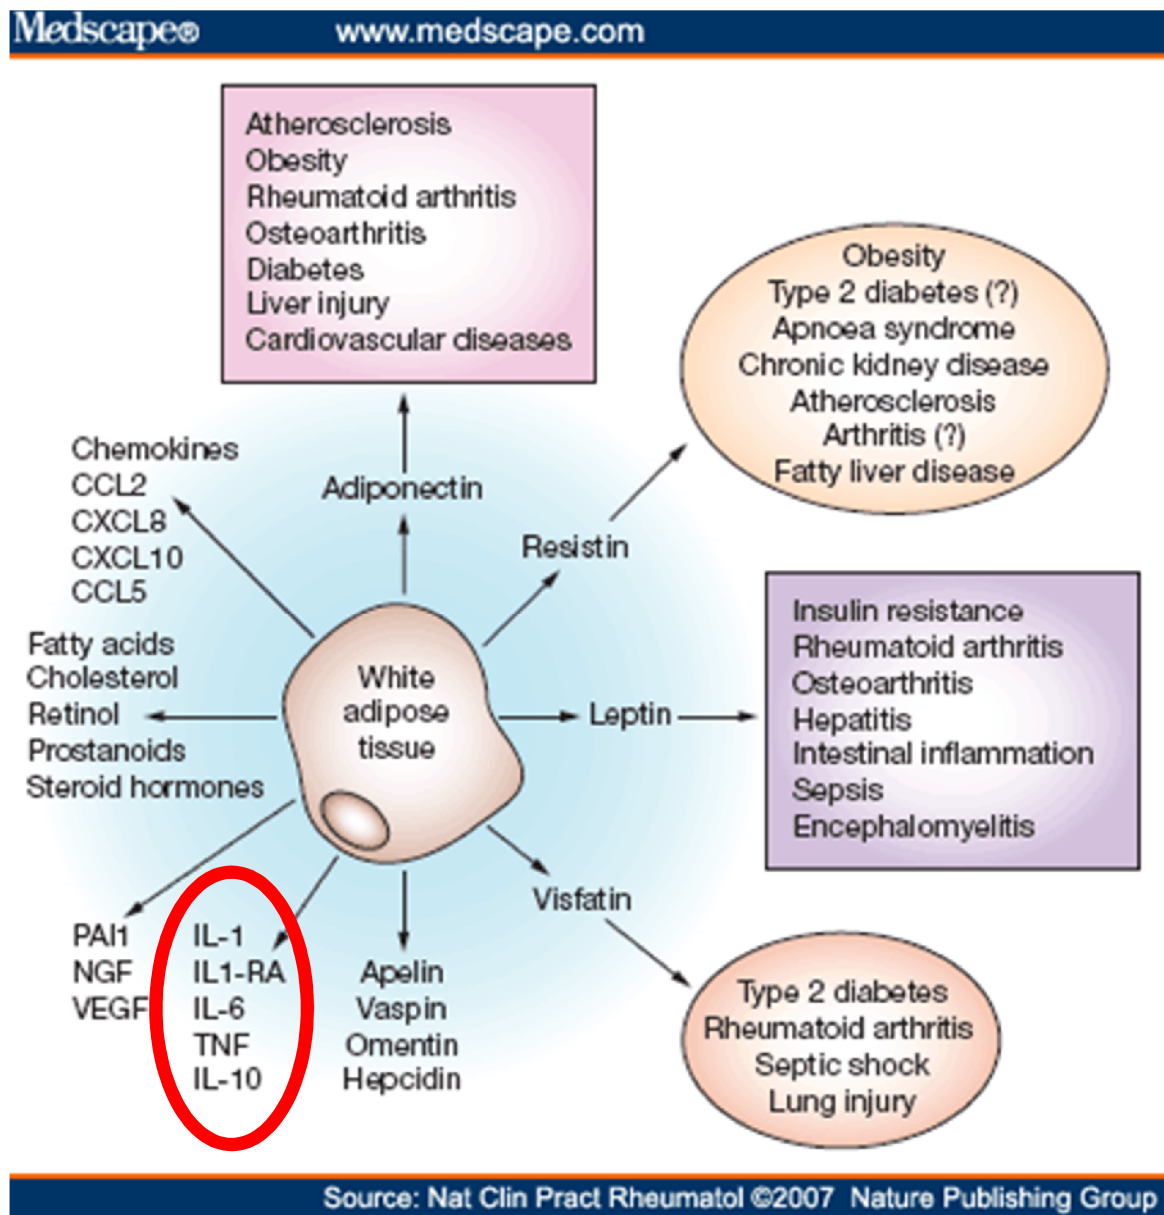 Medscape® www.medscape.com
Atherosclerosis
Obesity
Rheumatoid arthritis
Osteoarthritis
Diabetes
Liver injury
Cardiovascular diseases
Obesity
Type 2 diabetes (?)
Apnoea syndrome
Chronic kidney disease
Atherosclerosis
Arthritis (?)
Fatty liver disease
Chemokines
CCL2
CXCL8
CXCL10
CCL5
Adiponectin
Resistin
Fatty acids
Cholesterol
Retinol
Prostanoids
Steroid hormones
White
adipose
tissue
Leptin
Insulin resistance
Rheumatoid arthritis
Osteoarthritis
Hepatitis
Intestinal inflammation
Sepsis
Encephalomyelitis
Visfatin
PAI1
NGF
VEGF
IL-1
IL1-RA
IL-6
TNF
IL-10
Apelin
Vaspin
Omentin
Hepcidin
Type 2 diabetes
Rheumatoid arthritis
Septic shock
Lung injury
Source: Nat Clin Pract Rheumatol ©2007 Nature Publishing Group